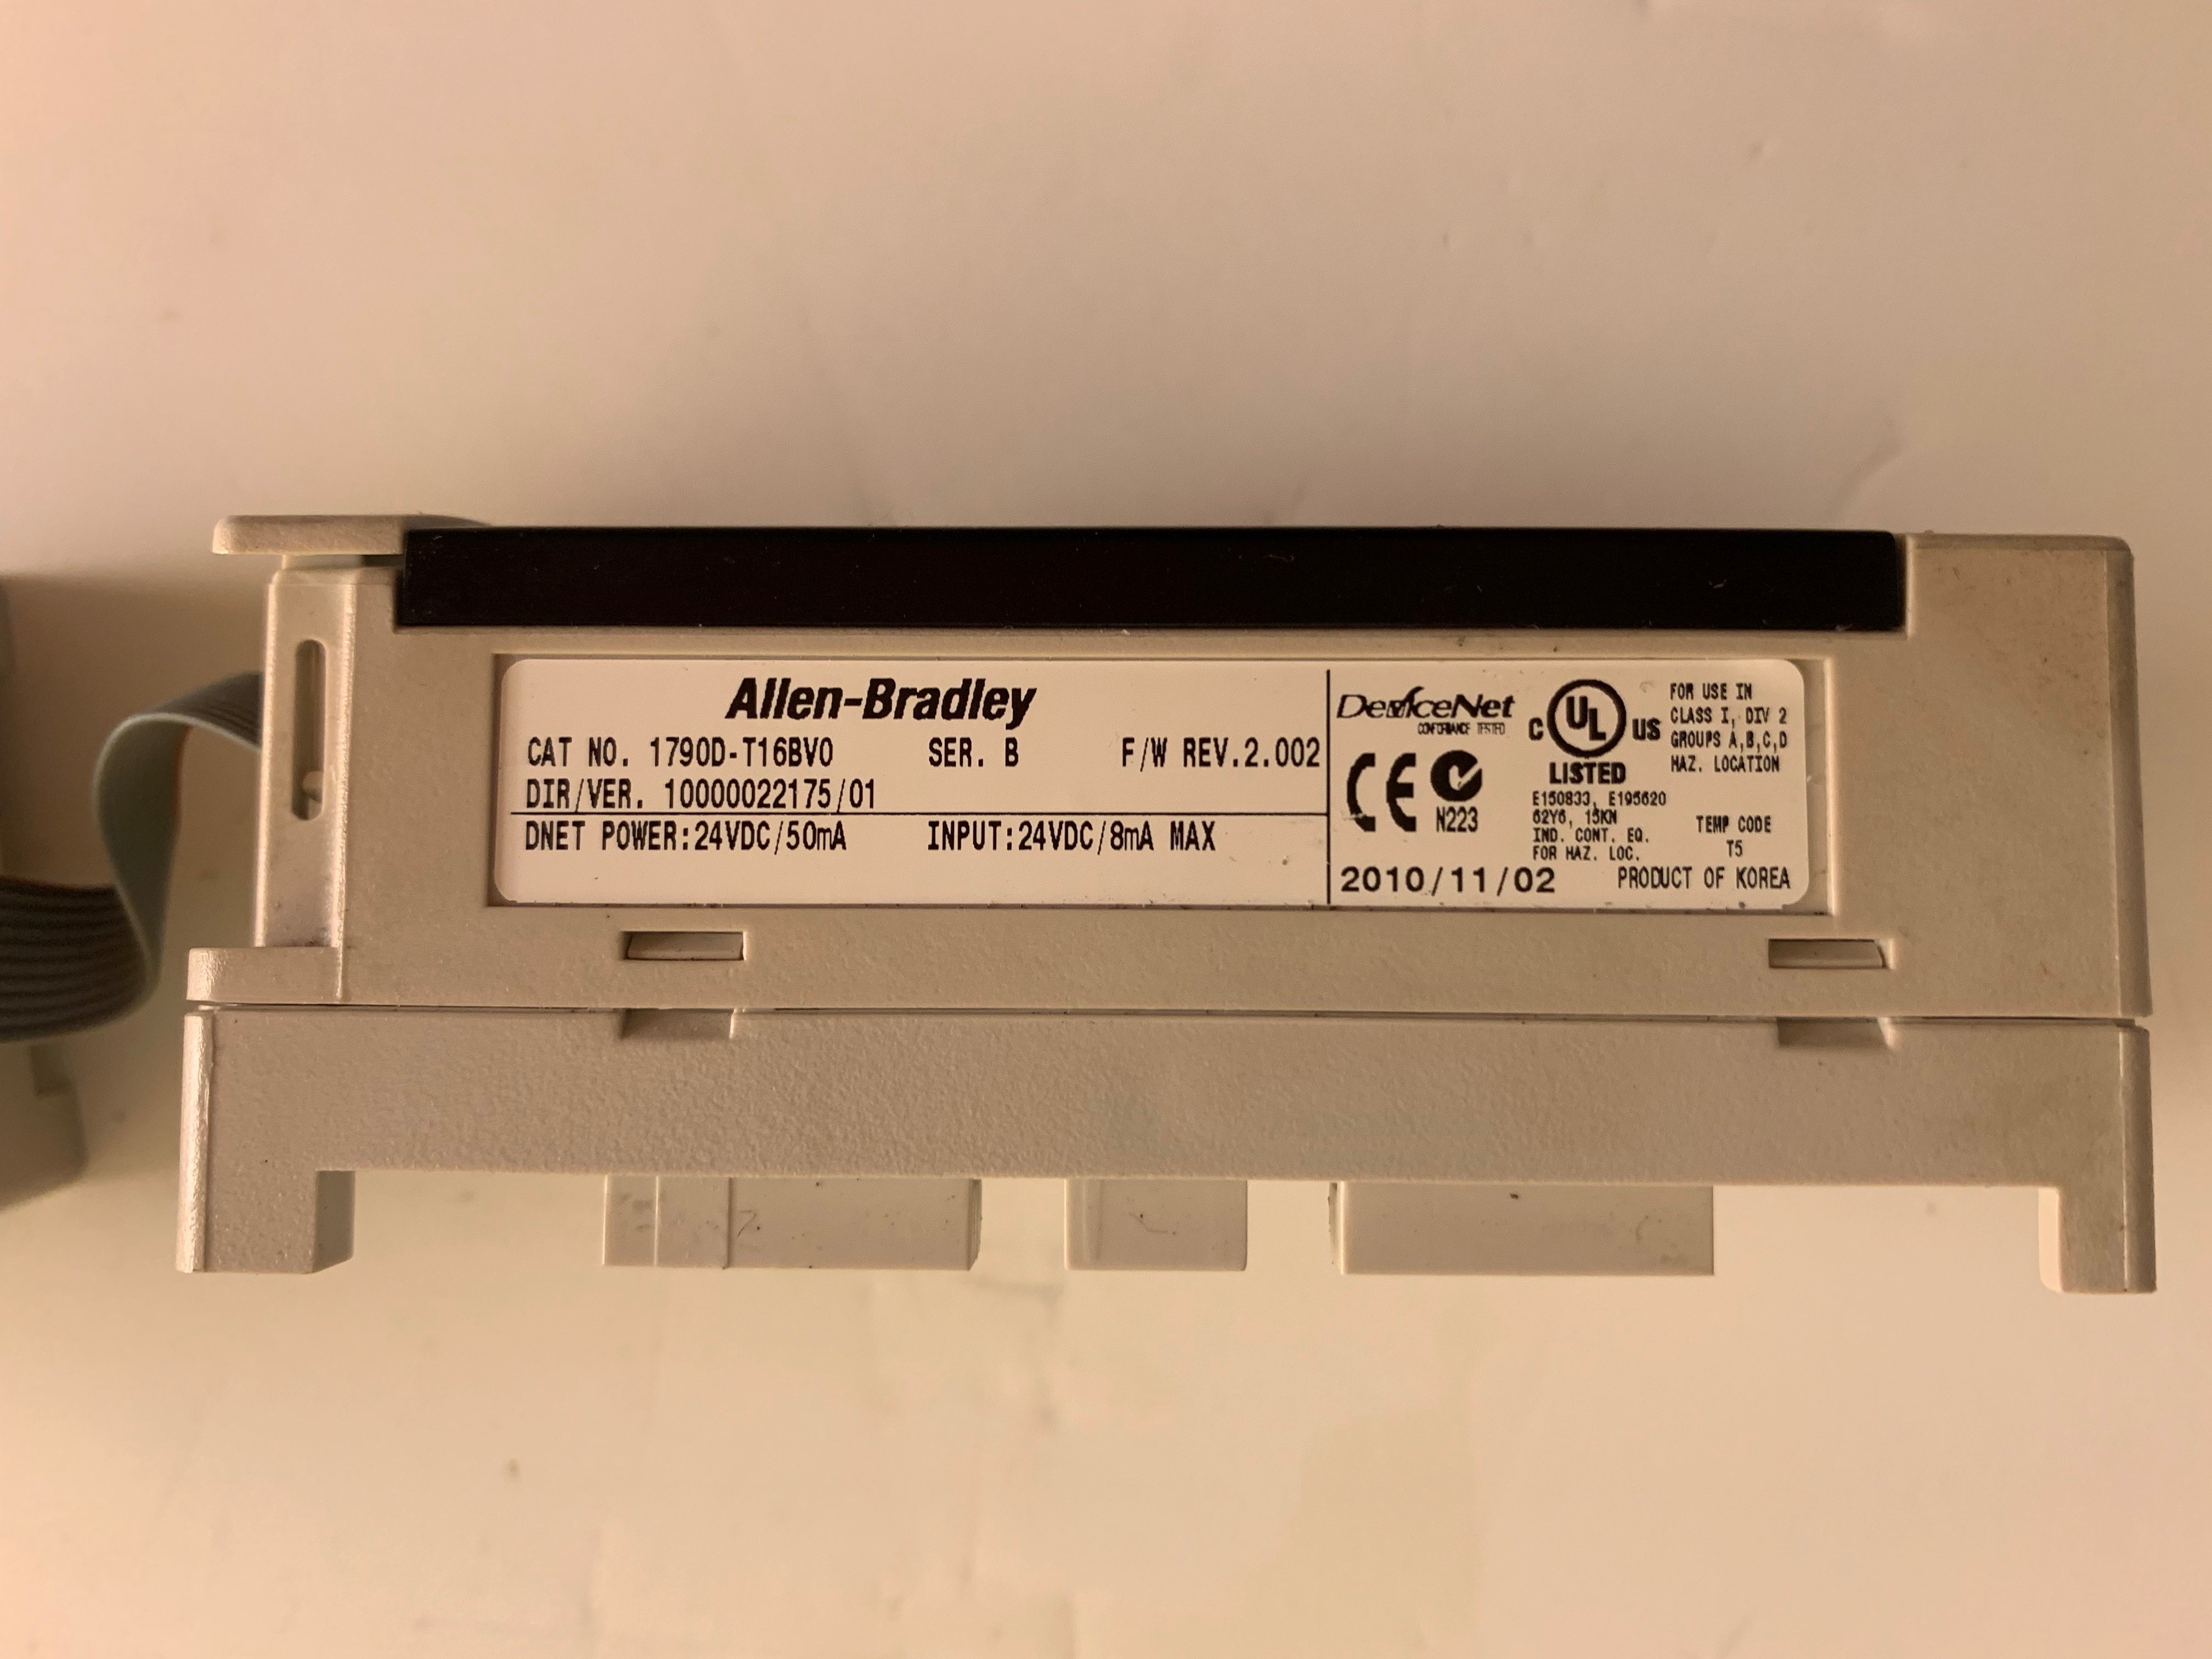 Allen-Bradley
CAT NO. 1790D-T16BV0 SER. B F/W REV.2.002
DIR/VER. 10000022175/01
DNET POWER:24VDC/50mA INPUT:24VDC/8mA MAX
DeviceNet
CONFORMANCE TESTED
CE
N223
C UL US
LISTED
E150833, E195620
62Y6, 15KN
IND. CONT. EQ.
FOR HAZ. LOC.
FOR USE IN
CLASS I, DIV 2
GROUPS A,B,C,D
HAZ. LOCATION
TEMP CODE
T5
2010/11/02 PRODUCT OF KOREA